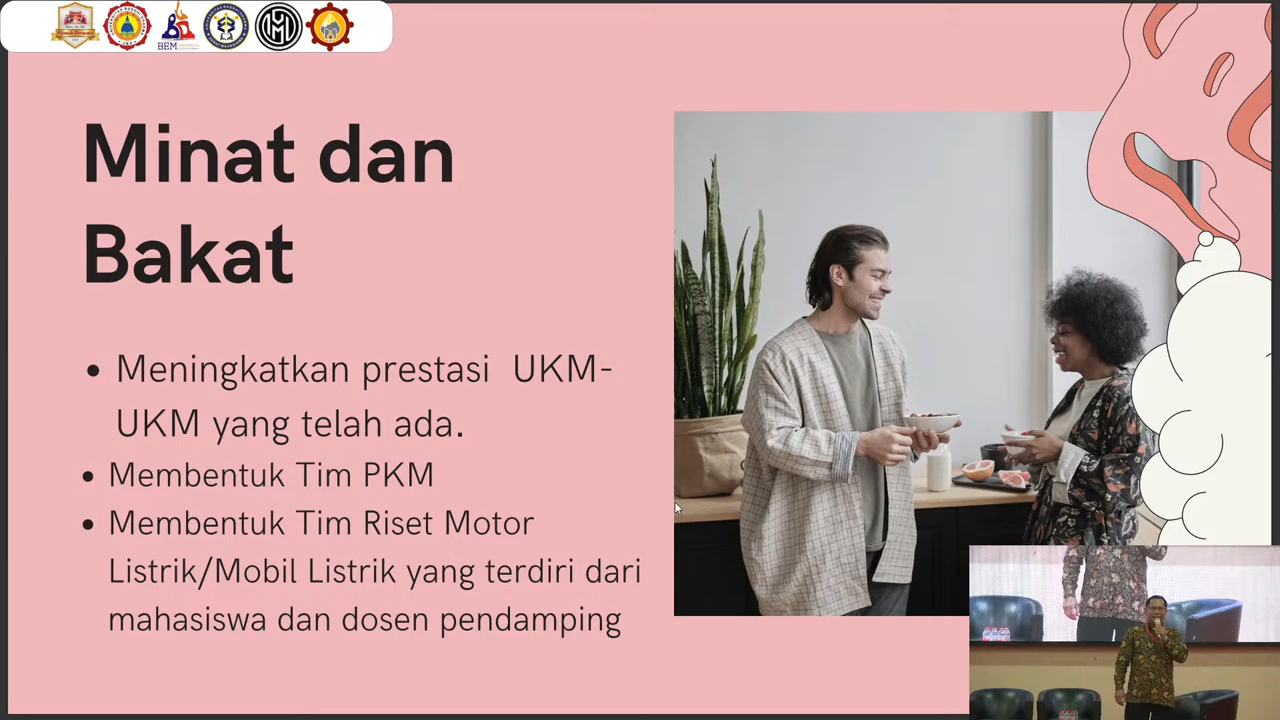 BEM
Minat dan
Bakat
• Meningkatkan prestasi UKM-
UKM yang telah ada.
• Membentuk Tim PKM
• Membentuk Tim Riset Motor
Listrik/Mobil Listrik yang terdiri dari
mahasiswa dan dosen pendamping